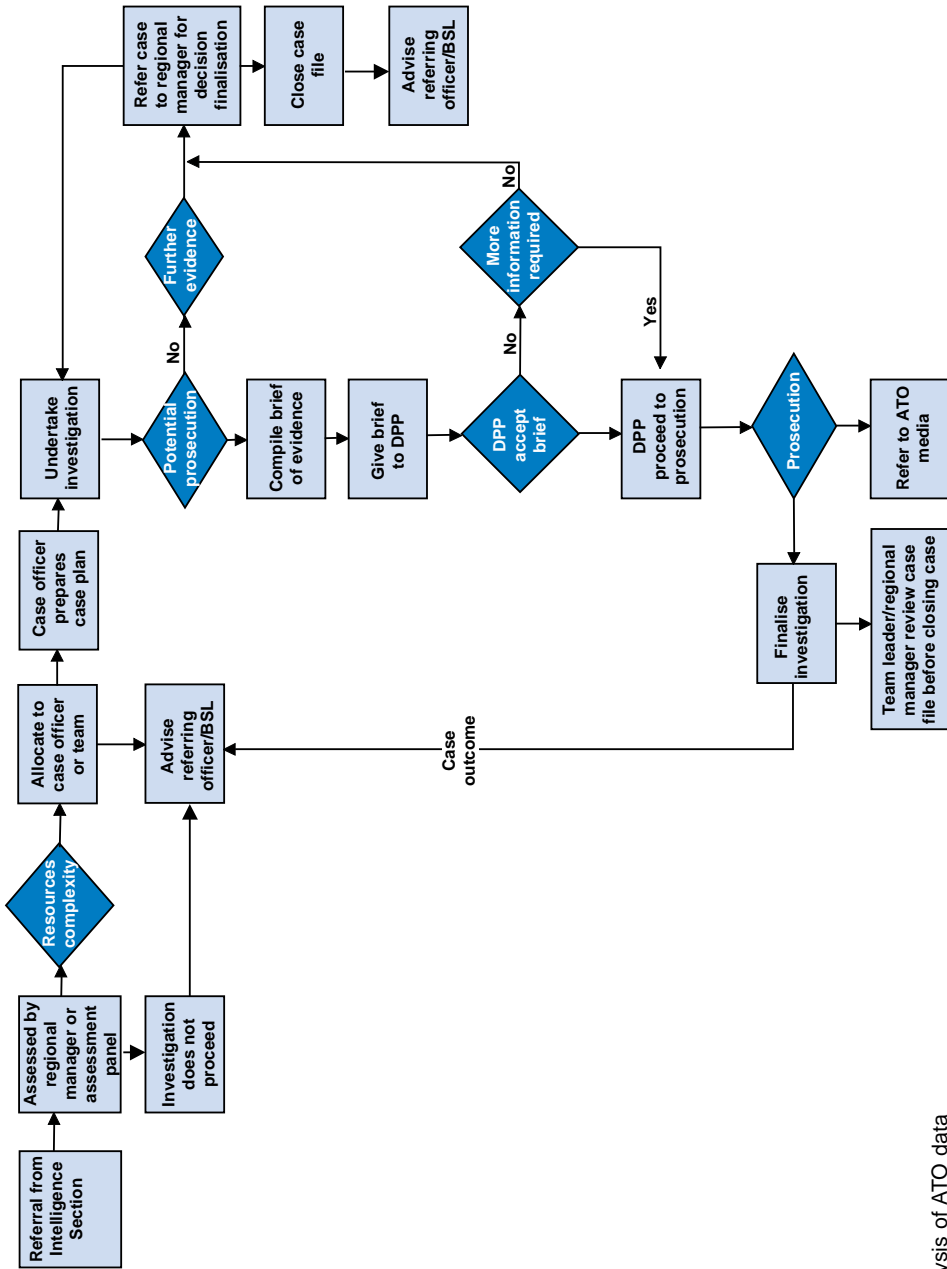 Referral from
Intelligence
Section
Assessed by
regional
manager or
assessment
panel
Resources
complexity
Allocate to
case officer
or team
Case officer
prepares
case plan
Undertake
investigation
Refer case
to regional
manager for
decision
finalisation
Investigation
does not
proceed
Advise
referring
officer/BSL
Potential
prosecution
No
Further
evidence
Close case
file
Compile brief
of evidence
Advise
referring
officer/BSL
Give brief
to DPP
DPP
accept
brief
No
More
information
required
No
Case
outcome
DPP
proceed to
prosecution
Yes
Finalise
investigation
Prosecution
Team leader/regional
manager review case
file before closing case
Refer to ATO
media
ysis of ATO data